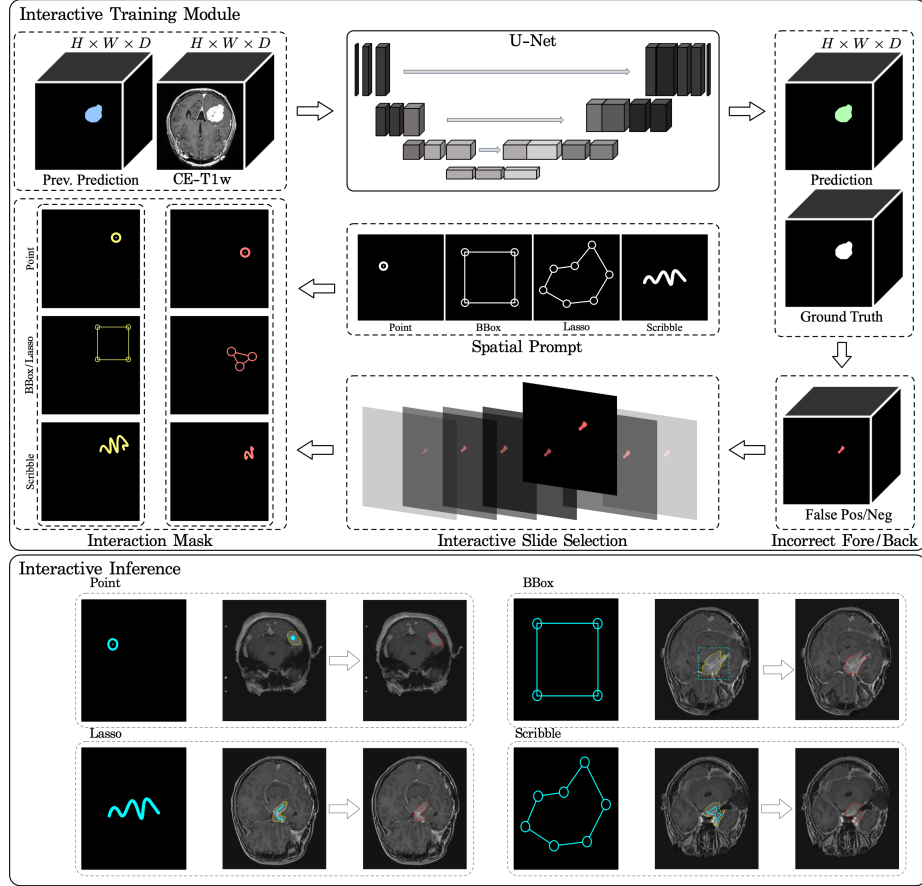 Interactive Training Module
H × W × D
H × W × D
Prev. Prediction
CE-T1w
U-Net
H × W × D
Prediction
Ground Truth
Point
BBox/Lasso
Scribble
Interaction Mask
Point
BBox
Lasso
Scribble
Spatial Prompt
Interactive Slide Selection
False Pos/Neg
Incorrect Fore/Back
Interactive Inference
Point
BBox
Lasso
Scribble